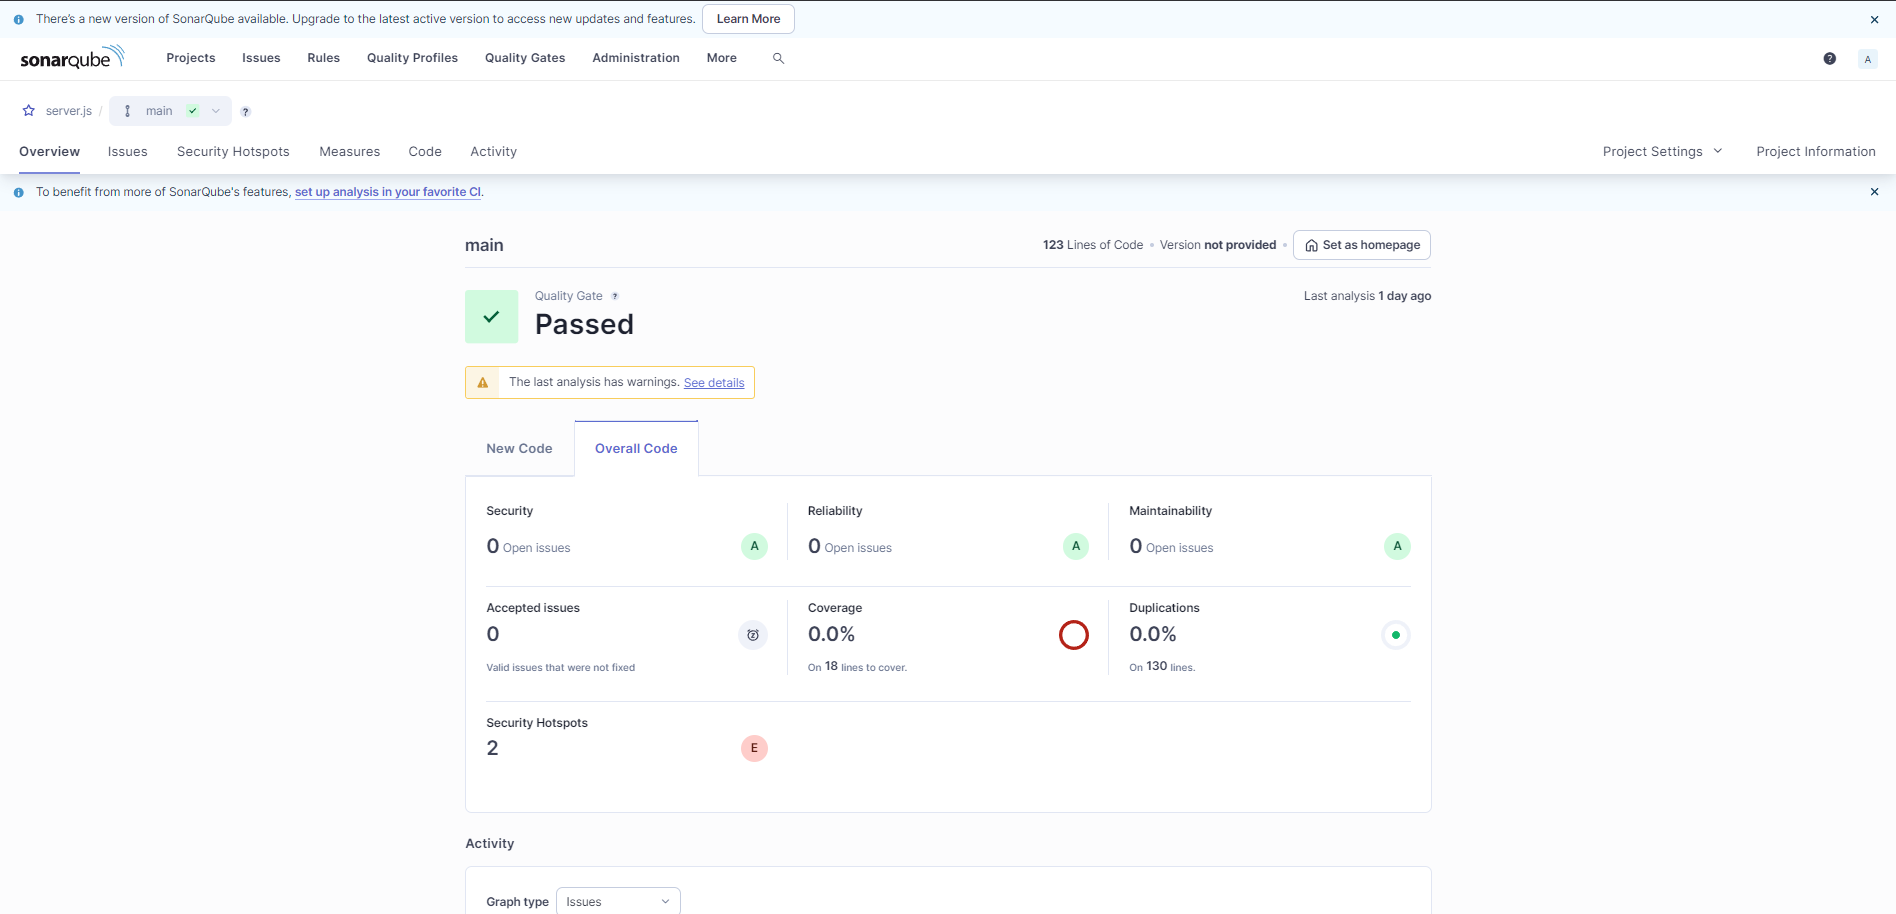 There's a new version of SonarQube available. Upgrade to the latest active version to access new updates and features. Learn More
sonarqube Projects Issues Rules Quality Profiles Quality Gates Administration More A
server.js / main
Overview Issues Security Hotspots Measures Code Activity Project Settings Project Information
To benefit from more of SonarQube's features, set up analysis in your favorite CI.
main 123 Lines of Code • Version not provided • Set as homepage
Quality Gate Last analysis 1 day ago
Passed
The last analysis has warnings. See details
New Code Overall Code
Security Reliability Maintainability
0 Open issues A 0 Open issues A 0 Open issues A
Accepted issues Coverage Duplications
0 0.0% 0.0%
Valid issues that were not fixed On 18 lines to cover. On 130 lines.
Security Hotspots
2 E
Activity
Graph type Issues